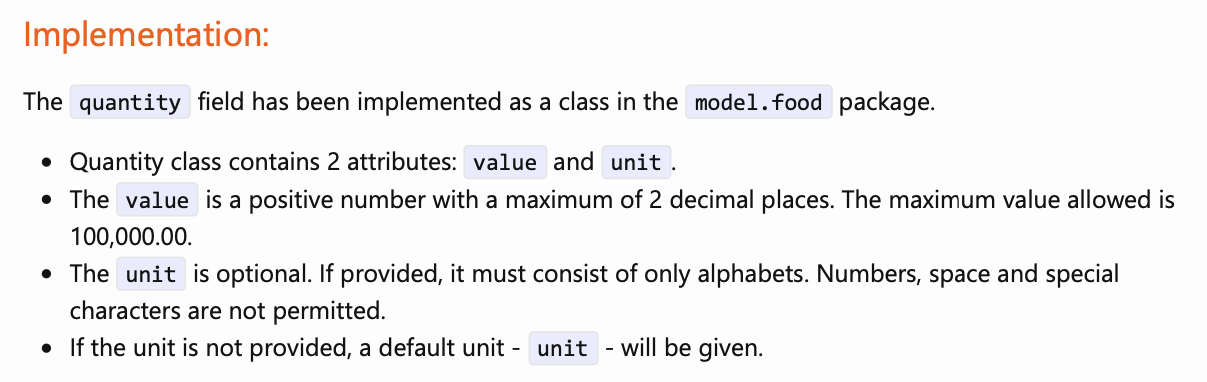 Implementation:
The quantity field has been implemented as a class in the model.food package.
• Quantity class contains 2 attributes: value and unit.
• The value is a positive number with a maximum of 2 decimal places. The maximum value allowed is
100,000.00.
• The unit is optional. If provided, it must consist of only alphabets. Numbers, space and special
characters are not permitted.
• If the unit is not provided, a default unit - unit - will be given.